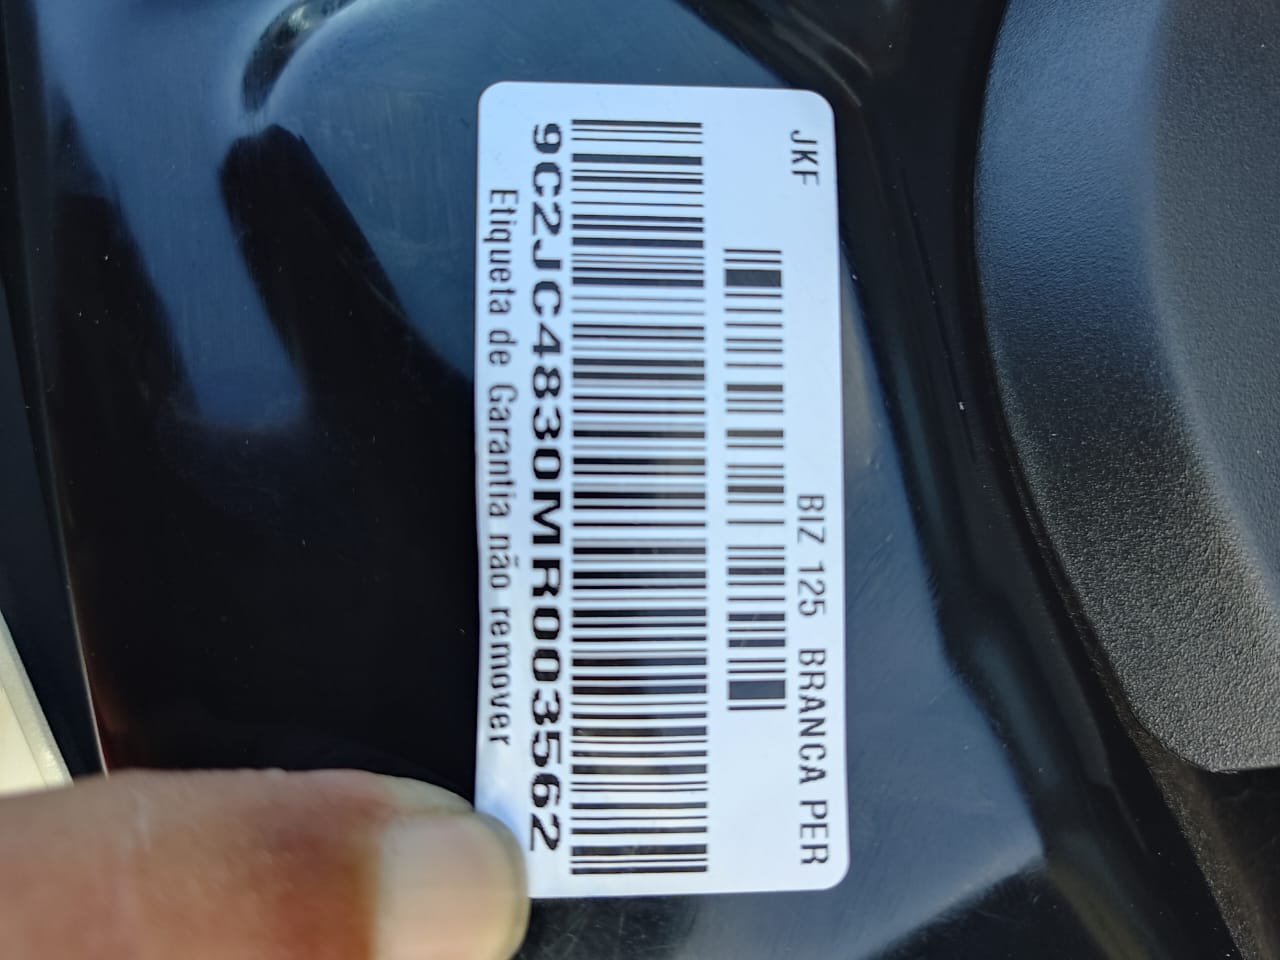 JKF
BIZ 125 BRANCA PER
9C2JC4830MR003562
Etiqueta de Garantia não remover